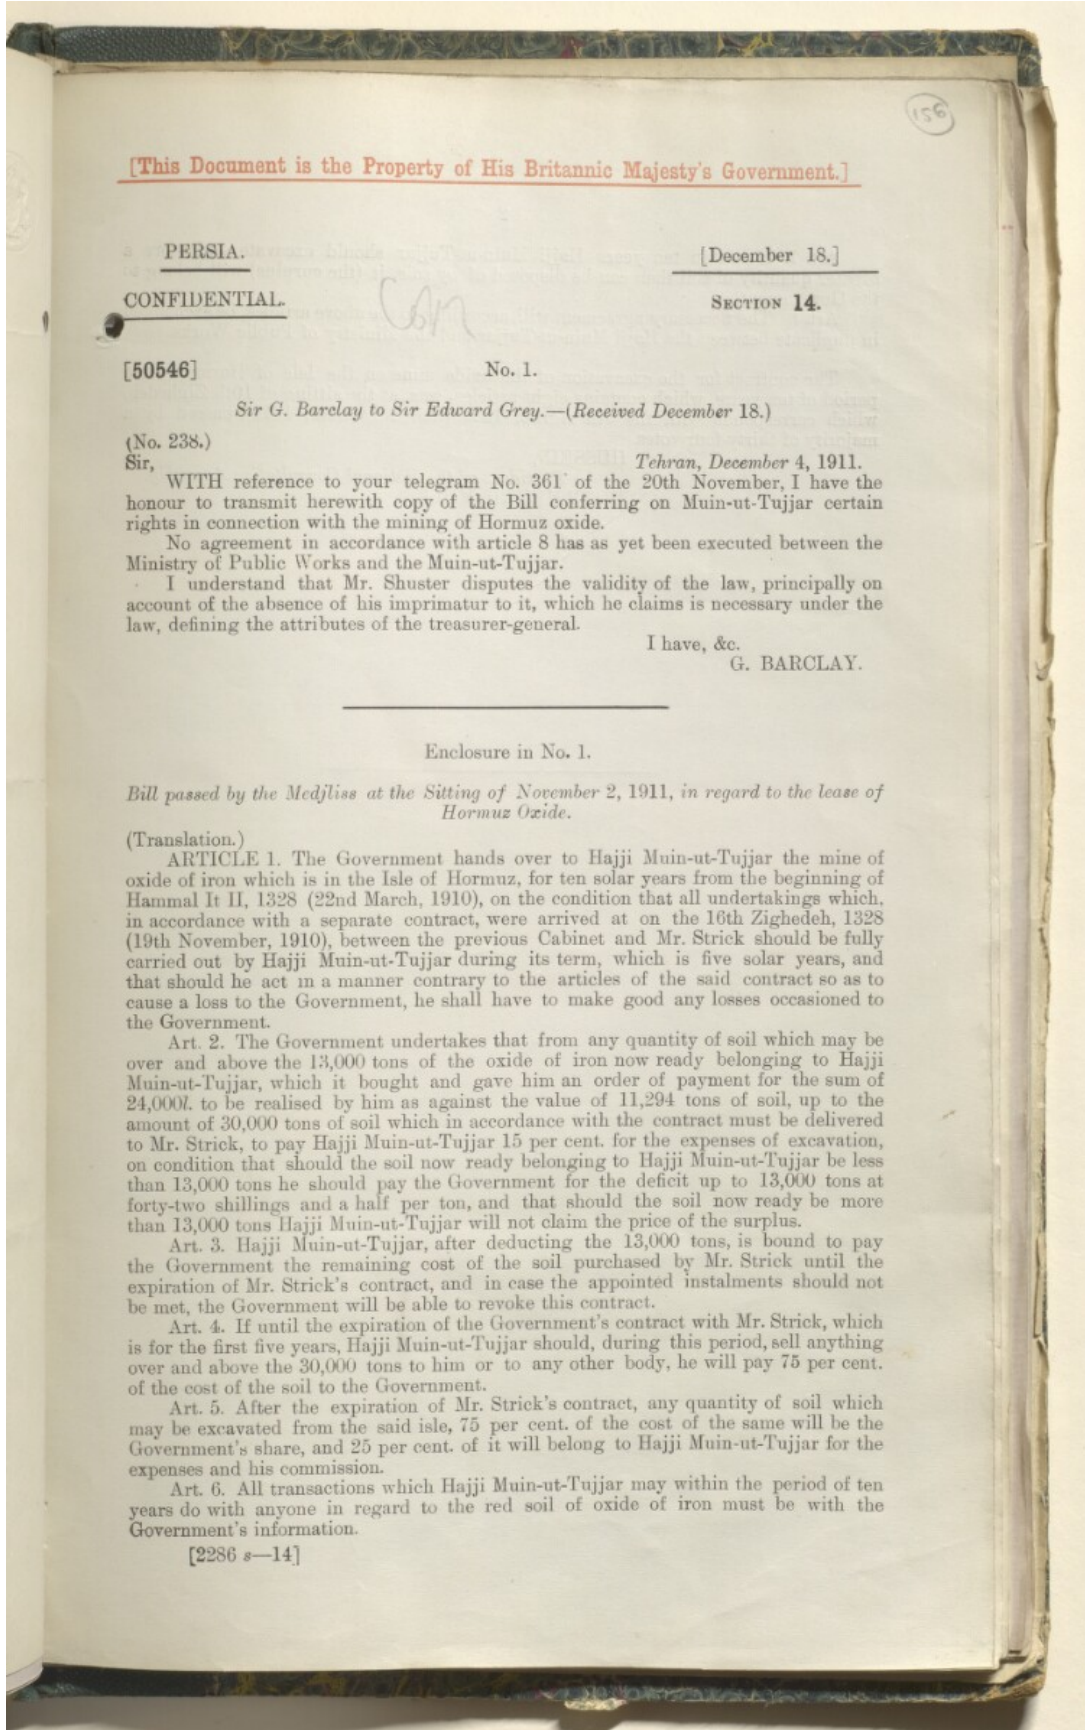 156
[This Document is the Property of His Britannic Majesty's Government.]
PERSIA.
[December 18.]
CONFIDENTIAL.
SECTION 14.
[50546]
No. 1.
Sir G. Barclay to Sir Edward Grey.—(Received December 18.)
(No. 238.)
Sir,
Tehran, December 4, 1911.
WITH reference to your telegram No. 361 of the 20th November, I have the
honour to transmit herewith copy of the Bill conferring on Muin-ut-Tujjar certain
rights in connection with the mining of Hormuz oxide.
No agreement in accordance with article 8 has as yet been executed between the
Ministry of Public Works and the Muin-ut-Tujjar.
I understand that Mr. Shuster disputes the validity of the law, principally on
account of the absence of his imprimatur to it, which he claims is necessary under the
law, defining the attributes of the treasurer-general.
I have, &c.
G. BARCLAY.
Enclosure in No. 1.
Bill passed by the Medjliss at the Sitting of November 2, 1911, in regard to the lease of
Hormuz Oxide.
(Translation.)
ARTICLE 1. The Government hands over to Hajji Muin-ut-Tujjar the mine of
oxide of iron which is in the Isle of Hormuz, for ten solar years from the beginning of
Hammal It II, 1328 (22nd March, 1910), on the condition that all undertakings which,
in accordance with a separate contract, were arrived at on the 16th Zighedeh, 1328
(19th November, 1910), between the previous Cabinet and Mr. Strick should be fully
carried out by Hajji Muin-ut-Tujjar during its term, which is five solar years, and
that should he act in a manner contrary to the articles of the said contract so as to
cause a loss to the Government, he shall have to make good any losses occasioned to
the Government.
Art. 2. The Government undertakes that from any quantity of soil which may be
over and above the 13,000 tons of the oxide of iron now ready belonging to Hajji
Muin-ut-Tujjar, which it bought and gave him an order of payment for the sum of
24,000l. to be realised by him as against the value of 11,294 tons of soil, up to the
amount of 30,000 tons of soil which in accordance with the contract must be delivered
to Mr. Strick, to pay Hajji Muin-ut-Tujjar 15 per cent. for the expenses of excavation,
on condition that should the soil now ready belonging to Hajji Muin-ut-Tujjar be less
than 13,000 tons he should pay the Government for the deficit up to 13,000 tons at
forty-two shillings and a half per ton, and that should the soil now ready be more
than 13,000 tons Hajji Muin-ut-Tujjar will not claim the price of the surplus.
Art. 3. Hajji Muin-ut-Tujjar, after deducting the 13,000 tons, is bound to pay
the Government the remaining cost of the soil purchased by Mr. Strick until the
expiration of Mr. Strick's contract, and in case the appointed instalments should not
be met, the Government will be able to revoke this contract.
Art. 4. If until the expiration of the Government's contract with Mr. Strick, which
is for the first five years, Hajji Muin-ut-Tujjar should, during this period, sell anything
over and above the 30,000 tons to him or to any other body, he will pay 75 per cent.
of the cost of the soil to the Government.
Art. 5. After the expiration of Mr. Strick's contract, any quantity of soil which
may be excavated from the said isle, 75 per cent. of the cost of the same will be the
Government's share, and 25 per cent. of it will belong to Hajji Muin-ut-Tujjar for the
expenses and his commission.
Art. 6. All transactions which Hajji Muin-ut-Tujjar may within the period of ten
years do with anyone in regard to the red soil of oxide of iron must be with the
Government's information.
[2286 s—14]